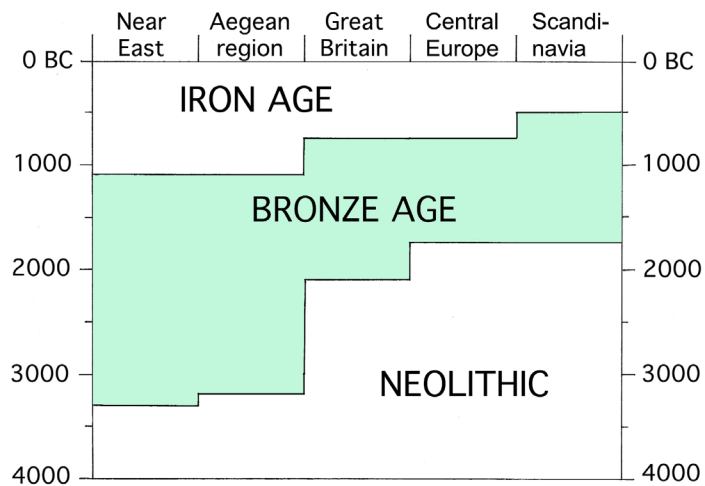 Near East
Aegean region
Great Britain
Central Europe
Scandi-
navia
0 BC
0 BC
IRON AGE
1000
1000
BRONZE AGE
2000
2000
3000
NEOLITHIC
3000
4000
4000